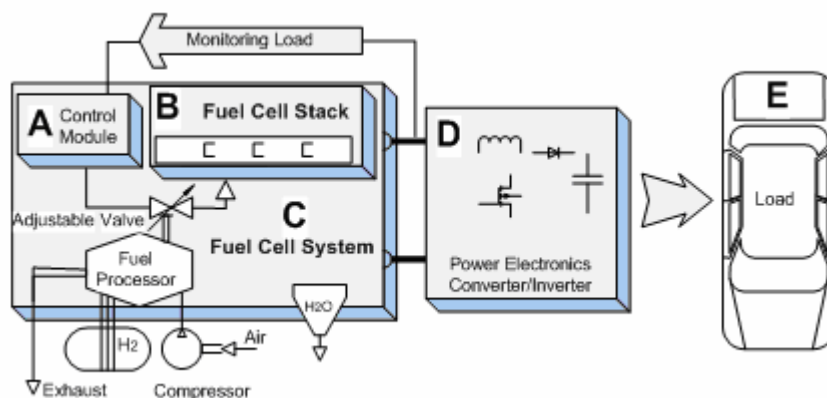 Monitoring Load
A
Control
Module
B
Fuel Cell Stack
D
E
Load
Adjustable Valve
C
Fuel Cell System
Fuel
Processor
Power Electronics
Converter/Inverter
H2O
H2
Air
Exhaust
Compressor